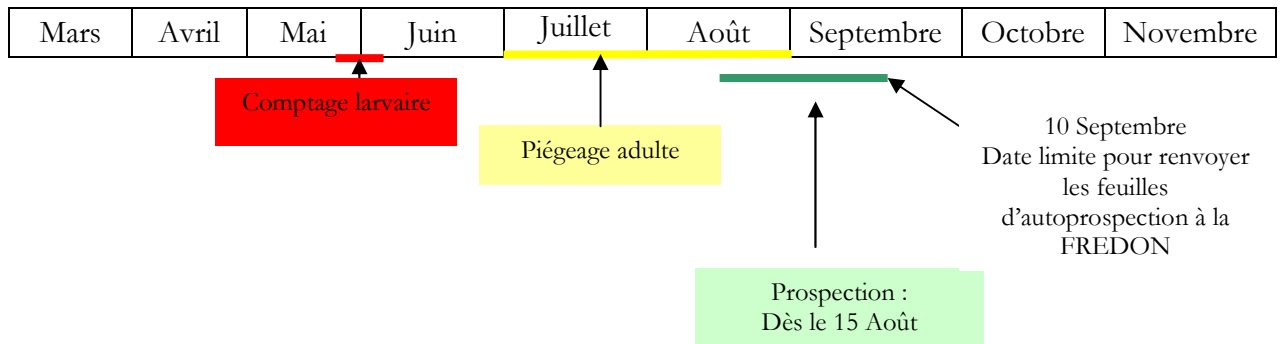 Mars Avril Mai Juin Juillet Août Septembre Octobre Novembre
Comptage larvaire
Piégeage adulte
10 Septembre
Date limite pour renvoyer
les feuilles
d'autoprospection à la
FREDON
Prospection :
Dès le 15 Août